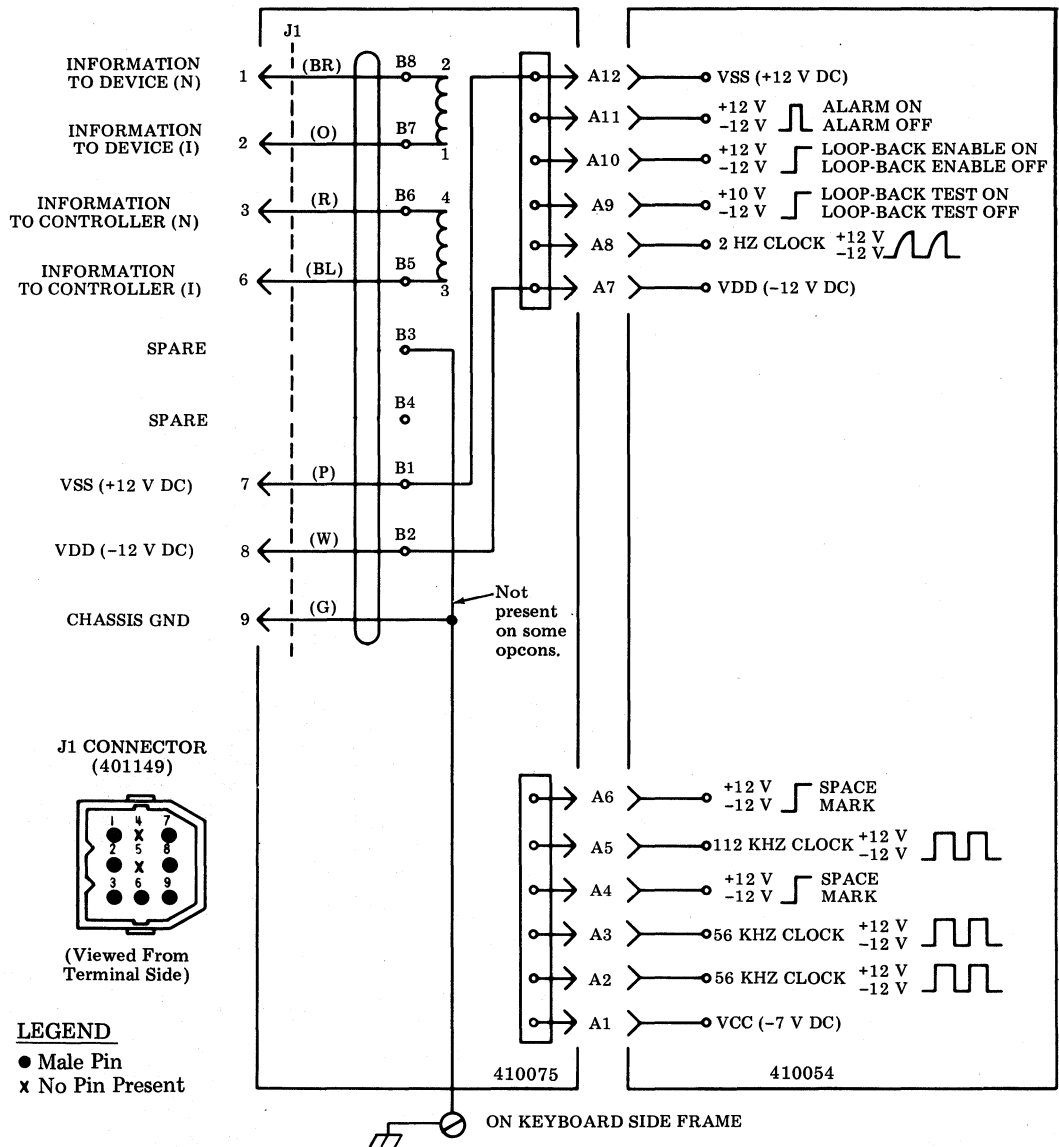 J1
INFORMATION
TO DEVICE (N)
1
(BR)
B8
2
INFORMATION
TO DEVICE (I)
2
(O)
B7
1
INFORMATION
TO CONTROLLER (N)
3
(R)
B6
4
INFORMATION
TO CONTROLLER (I)
6
(BL)
B5
3
SPARE
B3
SPARE
B4
VSS (+12 V DC)
7
(P)
B1
VDD (-12 V DC)
8
(W)
B2
CHASSIS GND
9
(G)
Not
present
on some
opcons.
A12
VSS (+12 V DC)
A11
+12 V ALARM ON
-12 V ALARM OFF
A10
+12 V LOOP-BACK ENABLE ON
-12 V LOOP-BACK ENABLE OFF
A9
+10 V LOOP-BACK TEST ON
-12 V LOOP-BACK TEST OFF
A8
2 HZ CLOCK +12 V
-12 V
A7
VDD (-12 V DC)
J1 CONNECTOR
(401149)
1 4 7
X
2 5 8
X
3 6 9
(Viewed From
Terminal Side)
LEGEND
● Male Pin
x No Pin Present
A6
+12 V SPACE
-12 V MARK
A5
112 KHZ CLOCK +12 V
-12 V
A4
+12 V SPACE
-12 V MARK
A3
56 KHZ CLOCK +12 V
-12 V
A2
56 KHZ CLOCK +12 V
-12 V
A1
VCC (-7 V DC)
410075
410054
ON KEYBOARD SIDE FRAME